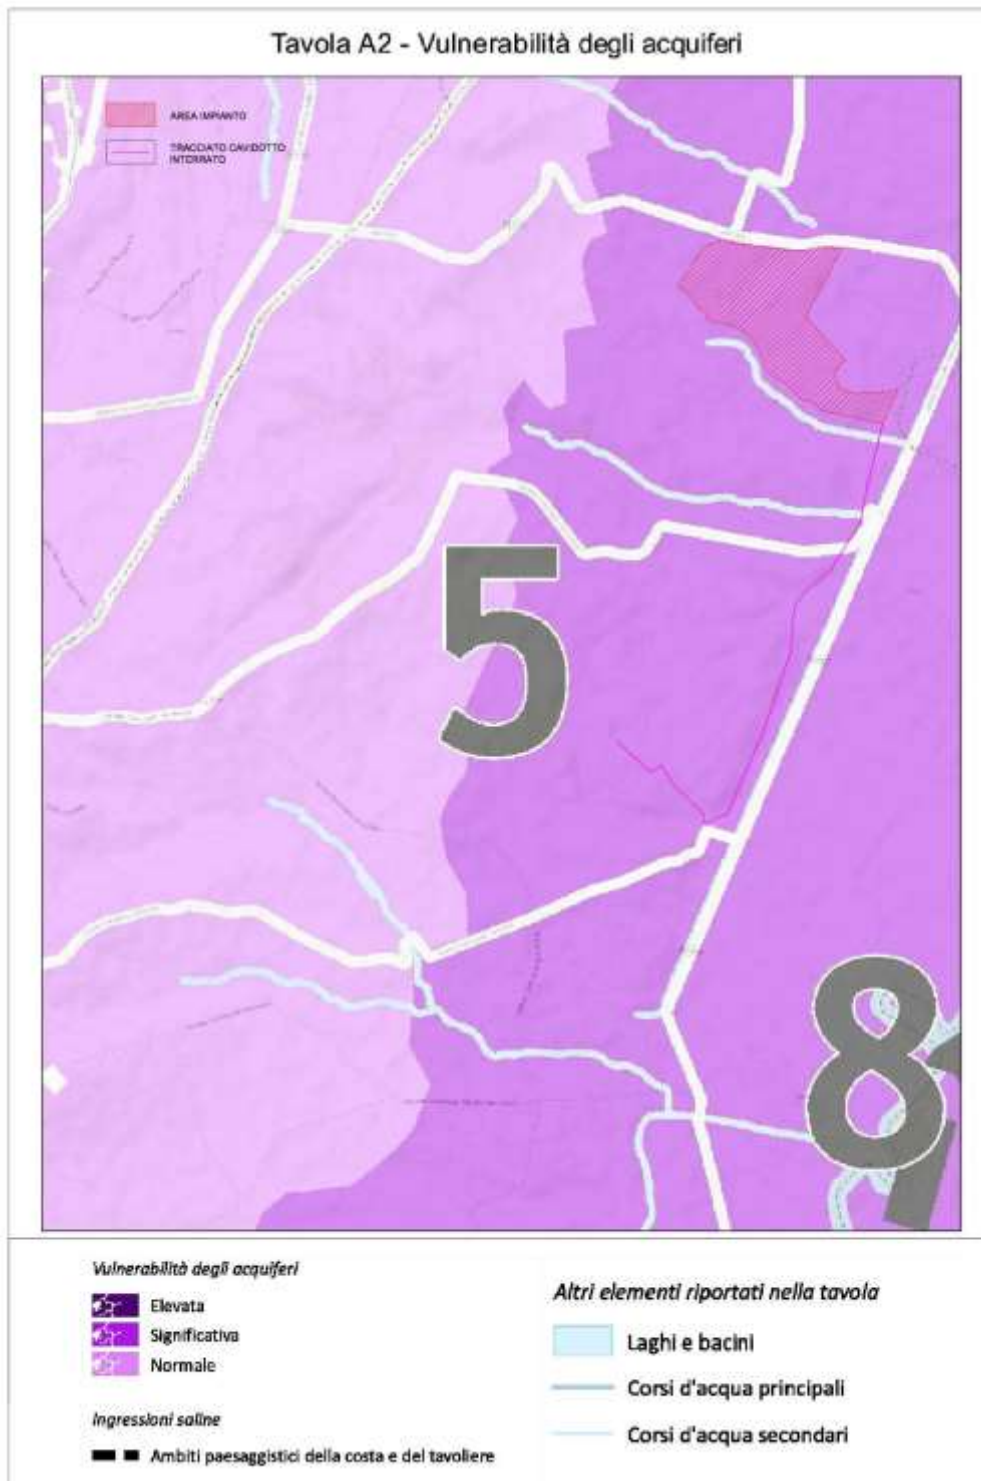 Tavola A2 - Vulnerabilità degli acquiferi
AREA IMPIANTO
TRACCIATO CAVIDOTTO
INTERRATO
5
8
Vulnerabilità degli acquiferi
Elevata
Significativa
Normale
Ingressioni saline
Ambiti paesaggistici della costa e del tavoliere
Altri elementi riportati nella tavola
Laghi e bacini
Corsi d'acqua principali
Corsi d'acqua secondari